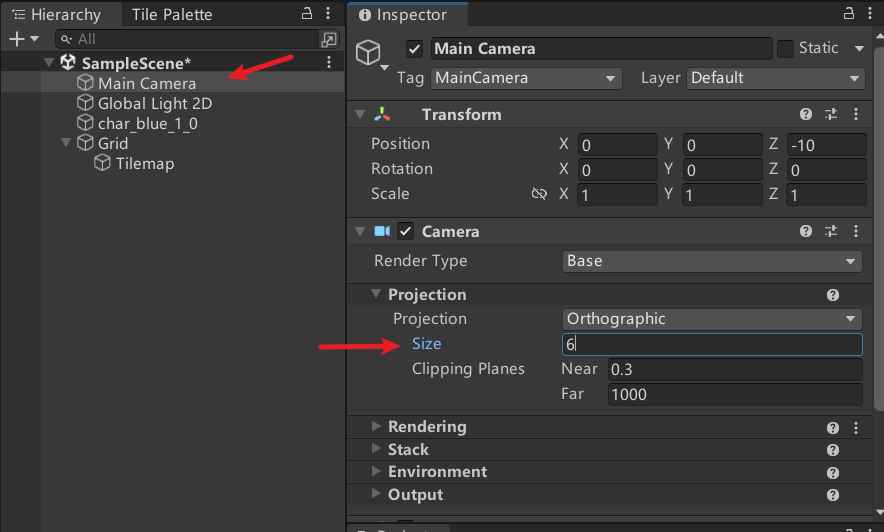 Hierarchy
Tile Palette
All
SampleScene*
Main Camera
Global Light 2D
char_blue_1_0
Grid
Tilemap
Inspector
Main Camera
Static
Tag MainCamera Layer Default
Transform
Position X 0 Y 0 Z -10
Rotation X 0 Y 0 Z 0
Scale X 1 Y 1 Z 1
Camera
Render Type Base
Projection
Projection Orthographic
Size 6
Clipping Planes Near 0.3
Far 1000
Rendering
Stack
Environment
Output